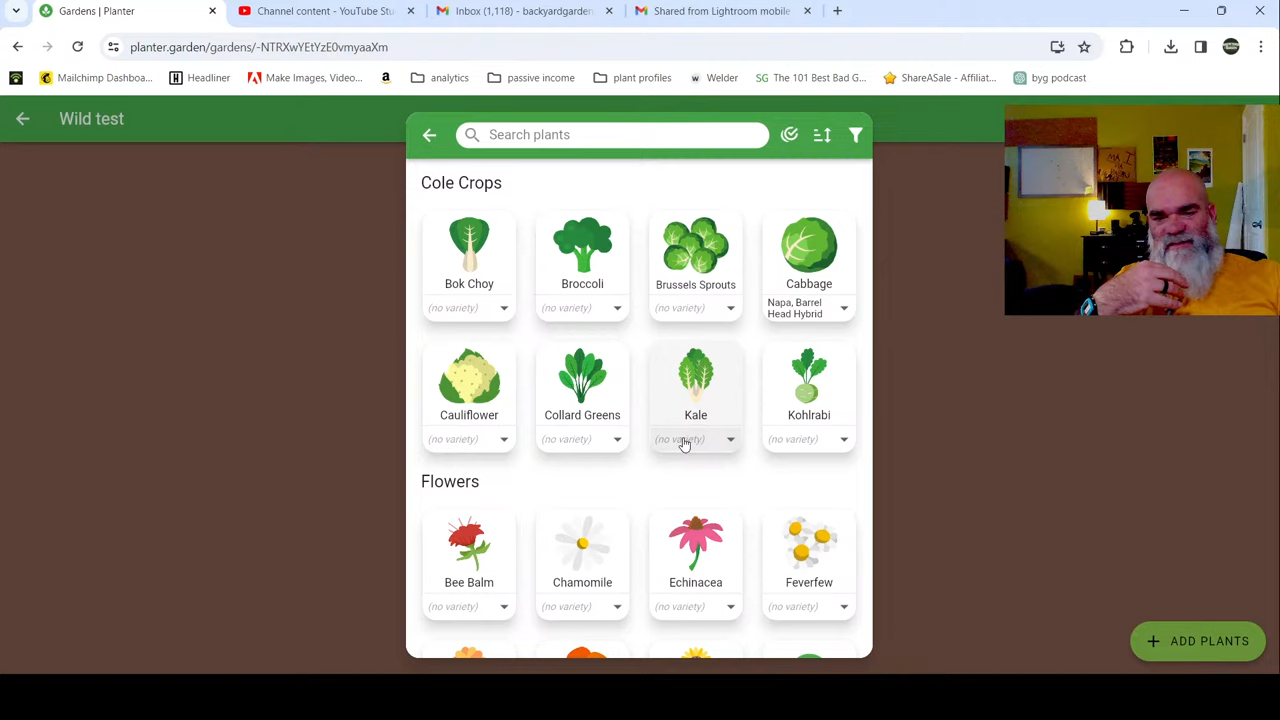 Gardens | Planter
Channel content - YouTube Stu
Inbox (1,118) - backyardgarden
Shared from Lightroom mobile
planter.garden/gardens/-NTRXwYEtYzE0vmyaaXm
Mailchimp Dashboa...
Headliner
Make Images, Video...
analytics
passive income
plant profiles
Welder
SG The 101 Best Bad G...
ShareASale - Affiliat...
byg podcast
Wild test
Search plants
Cole Crops
Bok Choy
Broccoli
Brussels Sprouts
Cabbage
(no variety)
(no variety)
(no variety)
Napa, Barrel
Head Hybrid
Cauliflower
Collard Greens
Kale
Kohlrabi
(no variety)
(no variety)
(no variety)
(no variety)
Flowers
Bee Balm
Chamomile
Echinacea
Feverfew
(no variety)
(no variety)
(no variety)
(no variety)
+ ADD PLANTS